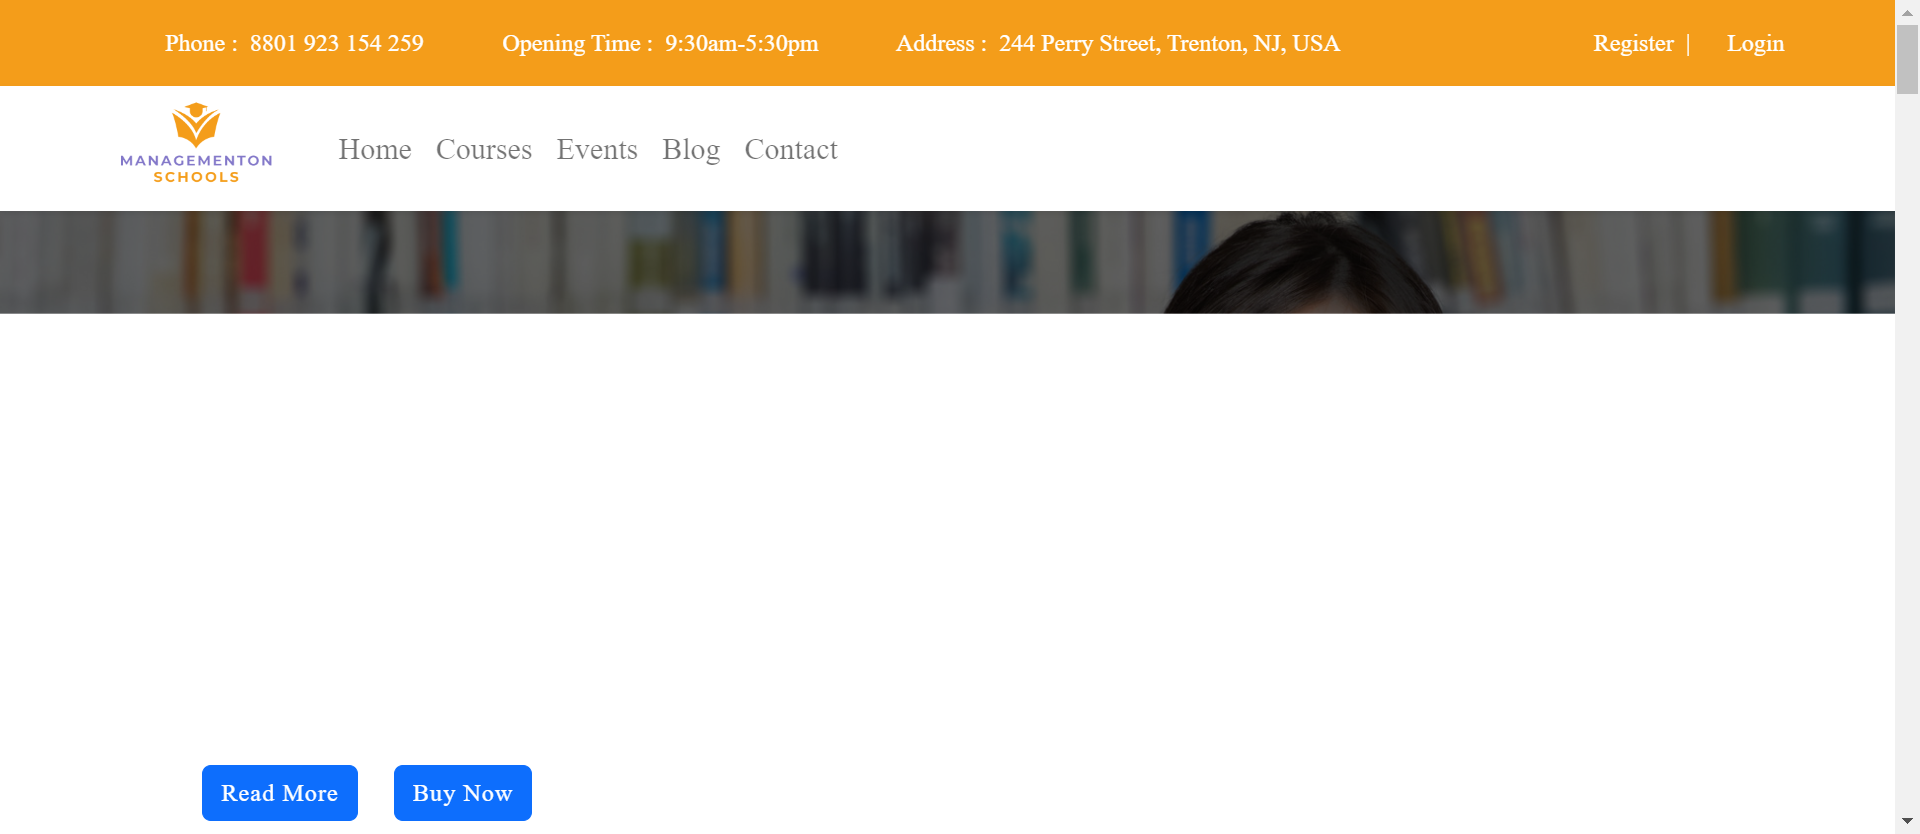 Phone : 8801 923 154 259 Opening Time : 9:30am-5:30pm Address : 244 Perry Street, Trenton, NJ, USA Register | Login
MANAGEMENTON
SCHOOLS
Home Courses Events Blog Contact
Read More Buy Now